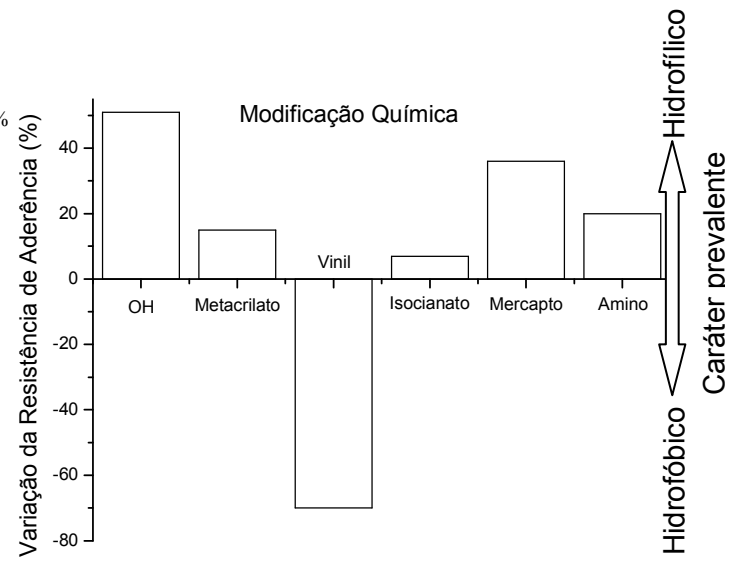 %
Modificação Química
Variação da Resistência de Aderência (%)
40
20
0
-20
-40
-60
-80
OH
Metacrilato
Vinil
Isocianato
Mercapto
Amino
Hidrofílico
Caráter prevalente
Hidrofóbico